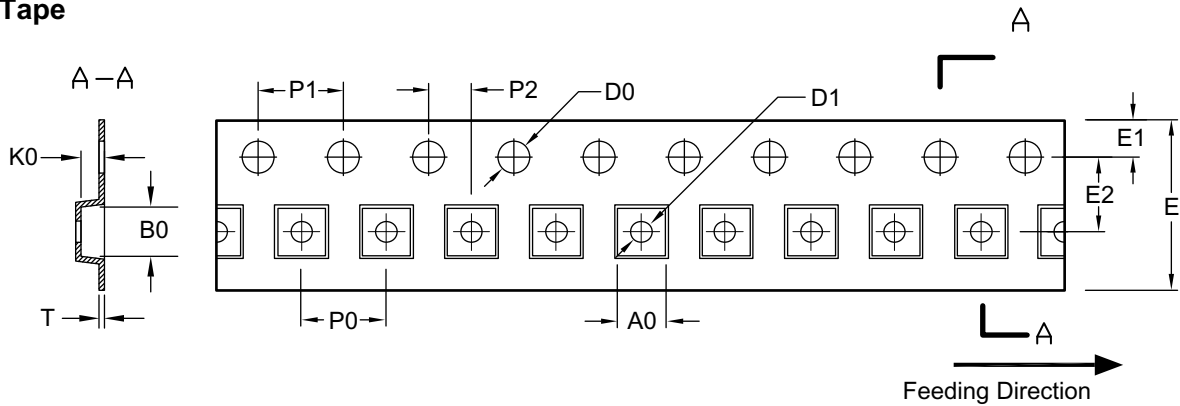 Tape
A
A-A
P1
P2
D0
D1
K0
E1
E2
E
B0
T
P0
A0
A
Feeding Direction